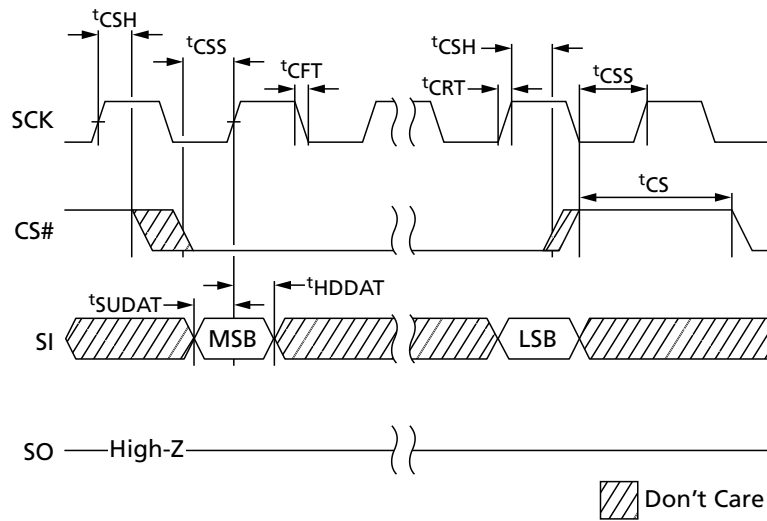 tCSH
tCSS
tCFT
tCSH
tCRT
tCSS
SCK
tCS
CS#
tSUDAT
tHDDAT
SI
MSB
LSB
SO
High-Z
Don't Care